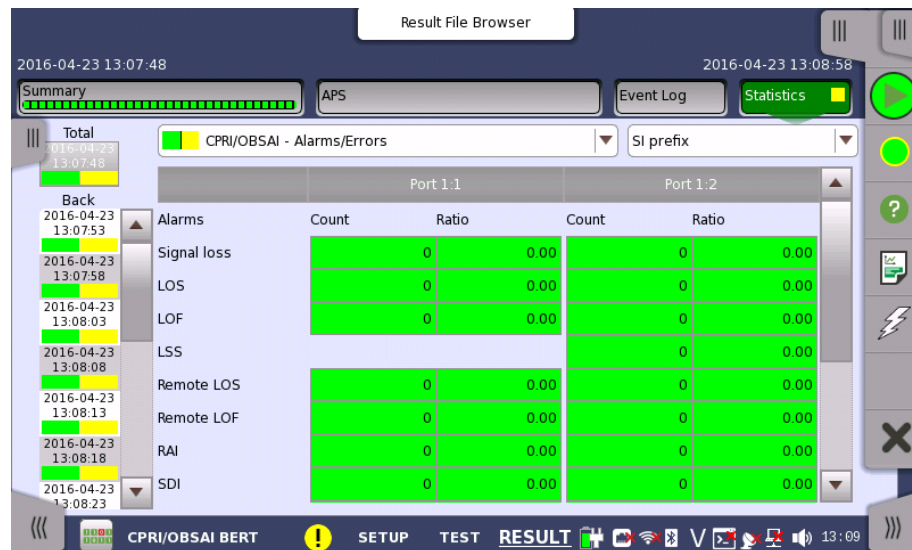 Result File Browser
2016-04-23 13:07:48
2016-04-23 13:08:58
Summary
APS
Event Log
Statistics
Total
2016-04-23
13:07:48
CPRI/OBSAI - Alarms/Errors
SI prefix
Back
Port 1:1
Port 1:2
Alarms
Count
Ratio
Count
Ratio
Signal loss
0
0.00
0
0.00
LOS
0
0.00
0
0.00
LOF
0
0.00
0
0.00
LSS
0
0.00
Remote LOS
0
0.00
0
0.00
Remote LOF
0
0.00
0
0.00
RAI
0
0.00
0
0.00
SDI
0
0.00
0
0.00
2016-04-23
13:07:53
2016-04-23
13:07:58
2016-04-23
13:08:03
2016-04-23
13:08:08
2016-04-23
13:08:13
2016-04-23
13:08:18
2016-04-23
13:08:23
CPRI/OBSAI BERT
SETUP
TEST
RESULT
V
13:09